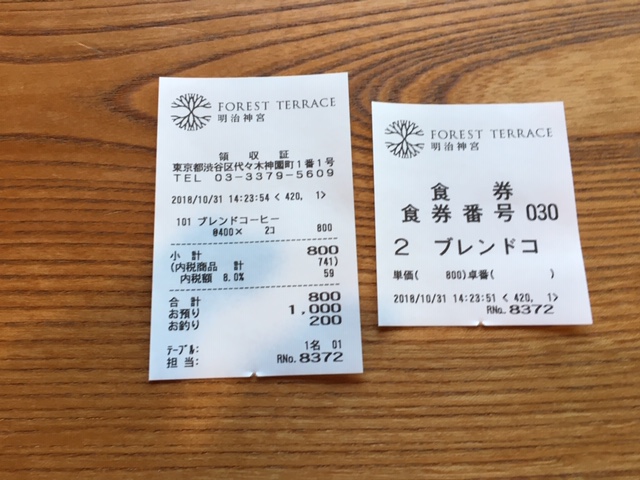 FOREST TERRACE
明治神宮
領収証
東京都渋谷区代々木神園町1番1号
TEL 03-3379-5609
2018/10/31 14:23:54 < 420, 1>
101 ブレンドコーヒー
@400× 2コ 800
小計 800
(内税商品 計 741)
内税額 8.0% 59
合計 800
お預り 1,000
お釣り 200
テーブル: 1名 01
担当: RNo.8372
FOREST TERRACE
明治神宮
食券
食券番号 030
2 ブレンドコ
単価( 800)卓番( )
2018/10/31 14:23:51 < 420, 1>
RNo.8372